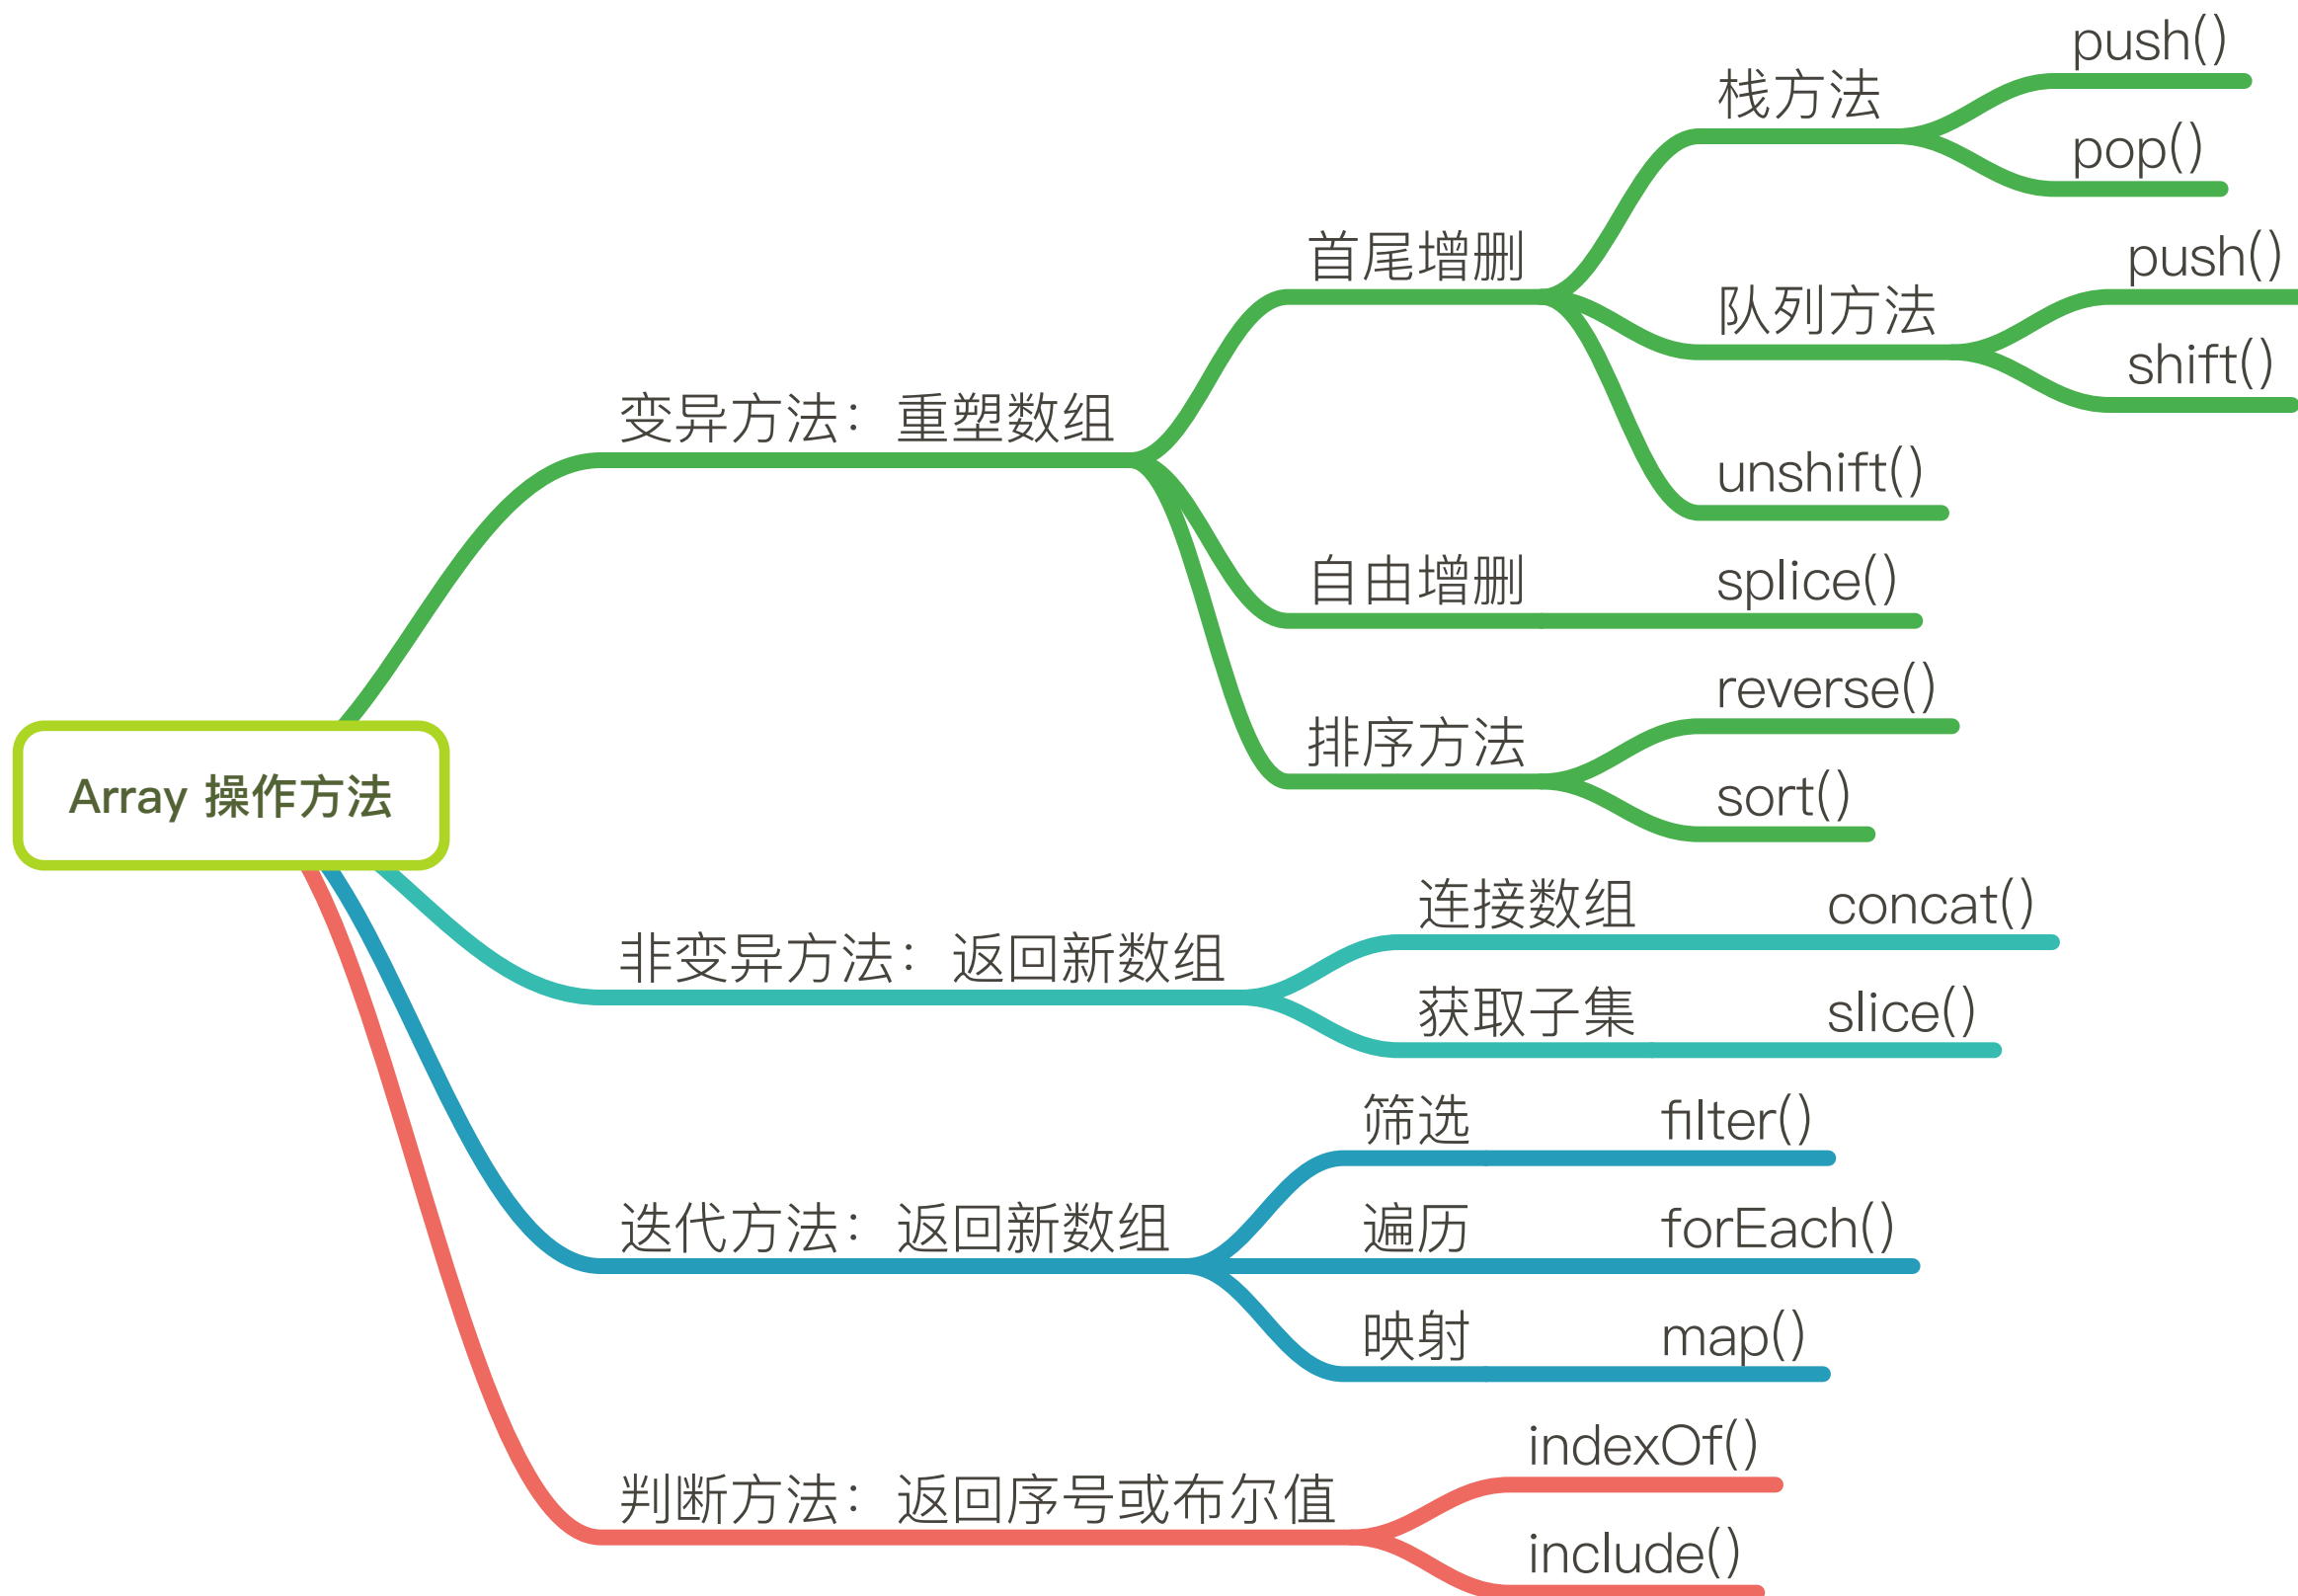 Array 操作方法
变异方法：重塑数组
首尾增删
栈方法
push()
pop()
队列方法
push()
shift()
unshift()
自由增删
splice()
排序方法
reverse()
sort()
非变异方法：返回新数组
连接数组
concat()
获取子集
slice()
迭代方法：返回新数组
筛选
filter()
遍历
forEach()
映射
map()
判断方法：返回序号或布尔值
indexOf()
include()